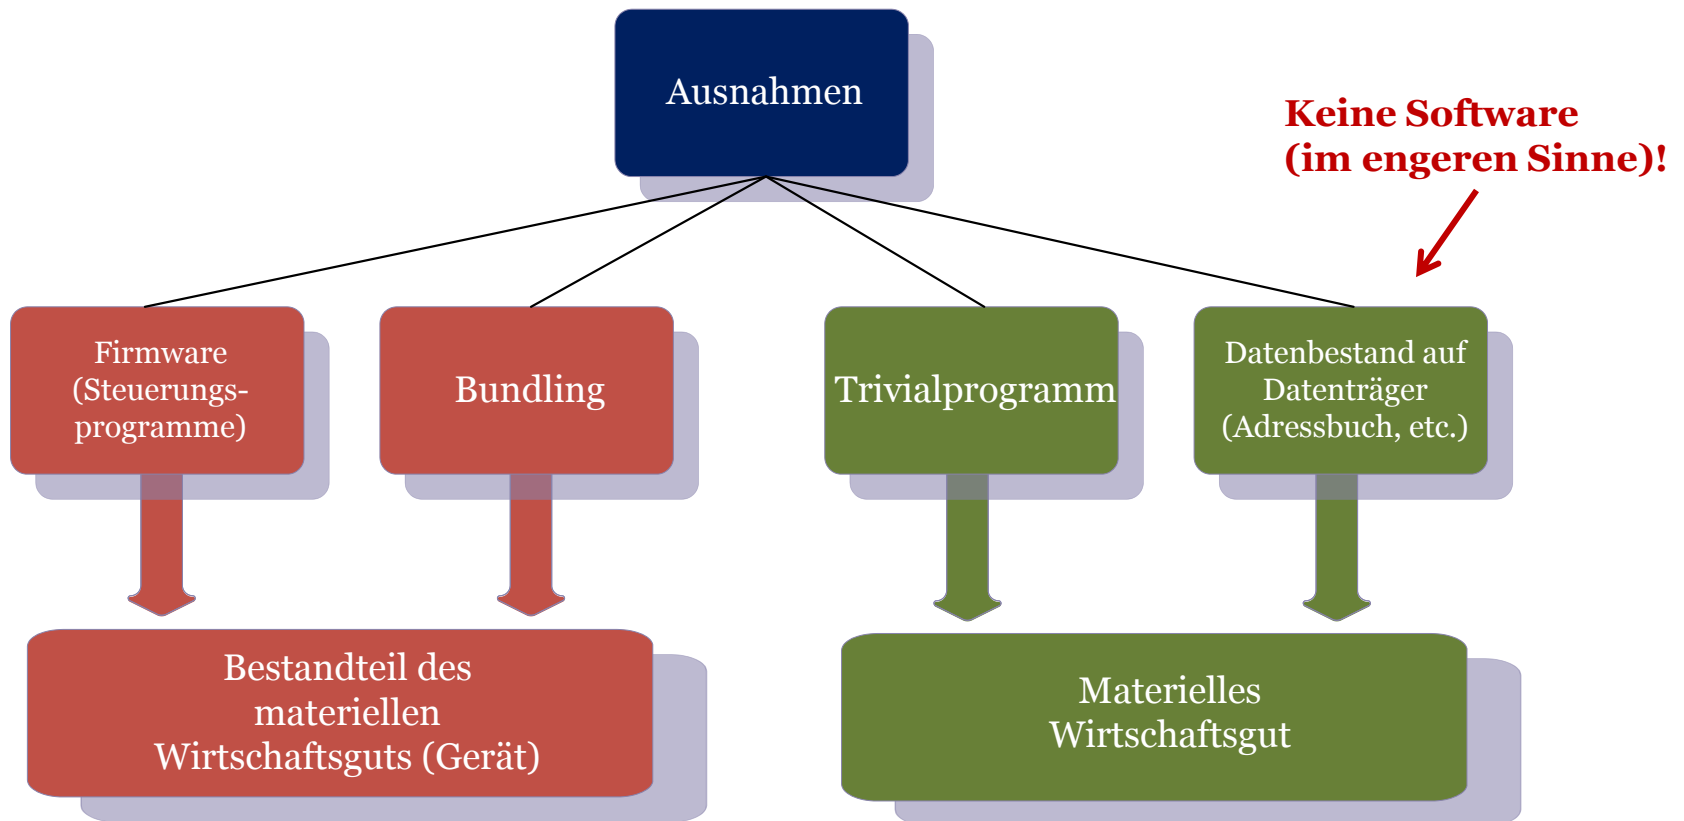 Ausnahmen
Keine Software
(im engeren Sinne)!
Firmware
(Steuerungs-
programme)
Bundling
Trivialprogramm
Datenbestand auf
Datenträger
(Adressbuch, etc.)
Bestandteil des
materiellen
Wirtschaftsguts (Gerät)
Materielles
Wirtschaftsgut